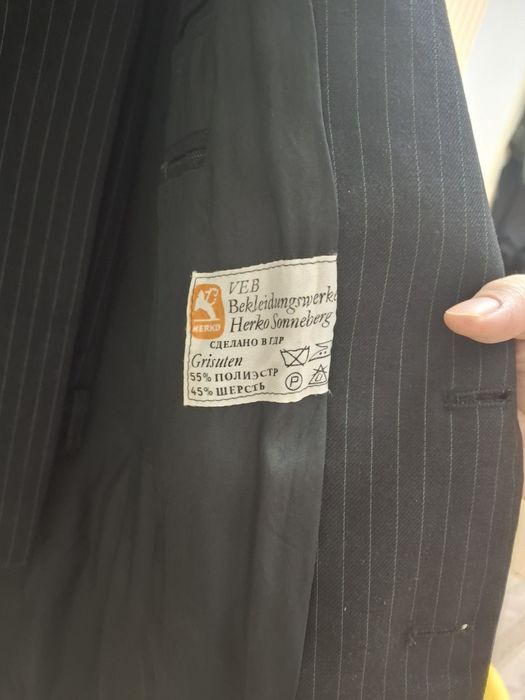 VEB
Bekleidungswerke
Herko Sonneberg
HERKO
СДЕЛАНО В ГДР
Grisuten
55% ПОЛИЭСТР
45% ШЕРСТЬ
P